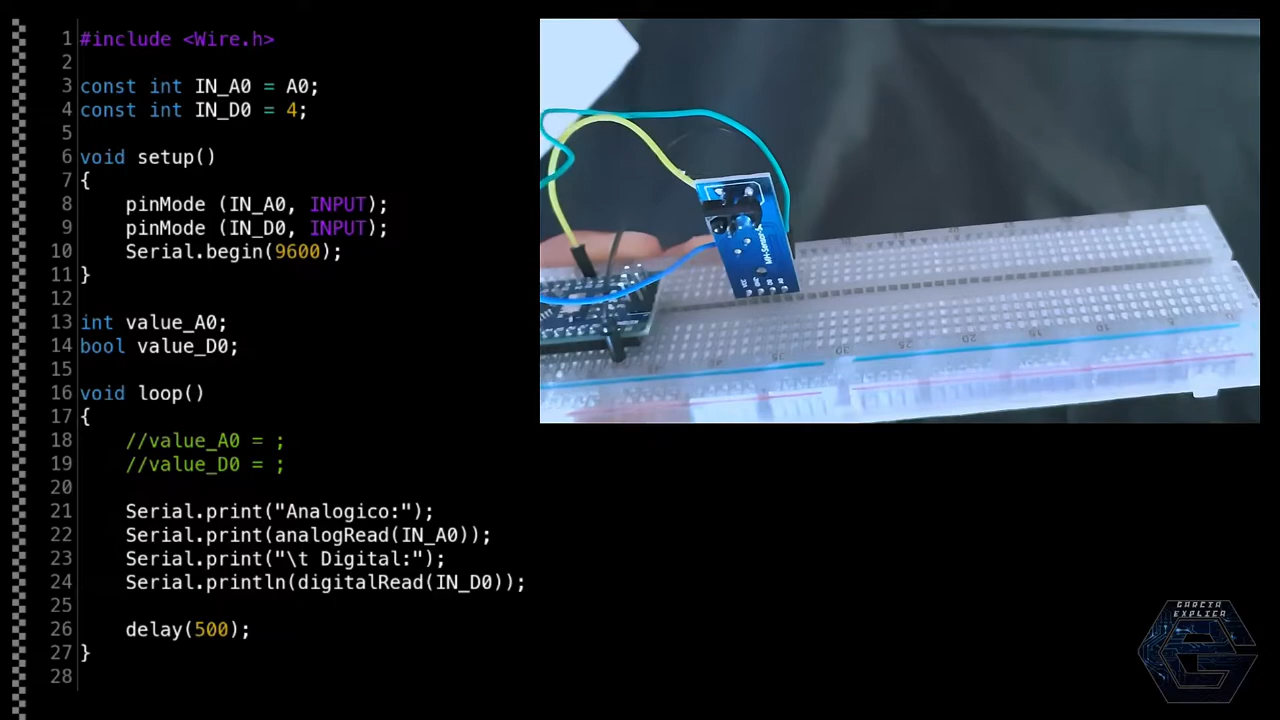 1 #include <Wire.h>
2
3 const int IN_A0 = A0;
4 const int IN_D0 = 4;
5
6 void setup()
7 {
8 pinMode (IN_A0, INPUT);
9 pinMode (IN_D0, INPUT);
10 Serial.begin(9600);
11 }
12
13 int value_A0;
14 bool value_D0;
15
16 void loop()
17 {
18 //value_A0 = ;
19 //value_D0 = ;
20
21 Serial.print("Analogico:");
22 Serial.print(analogRead(IN_A0));
23 Serial.print("\t Digital:");
24 Serial.println(digitalRead(IN_D0));
25
26 delay(500);
27 }
28
GARCIA
EXPLICA